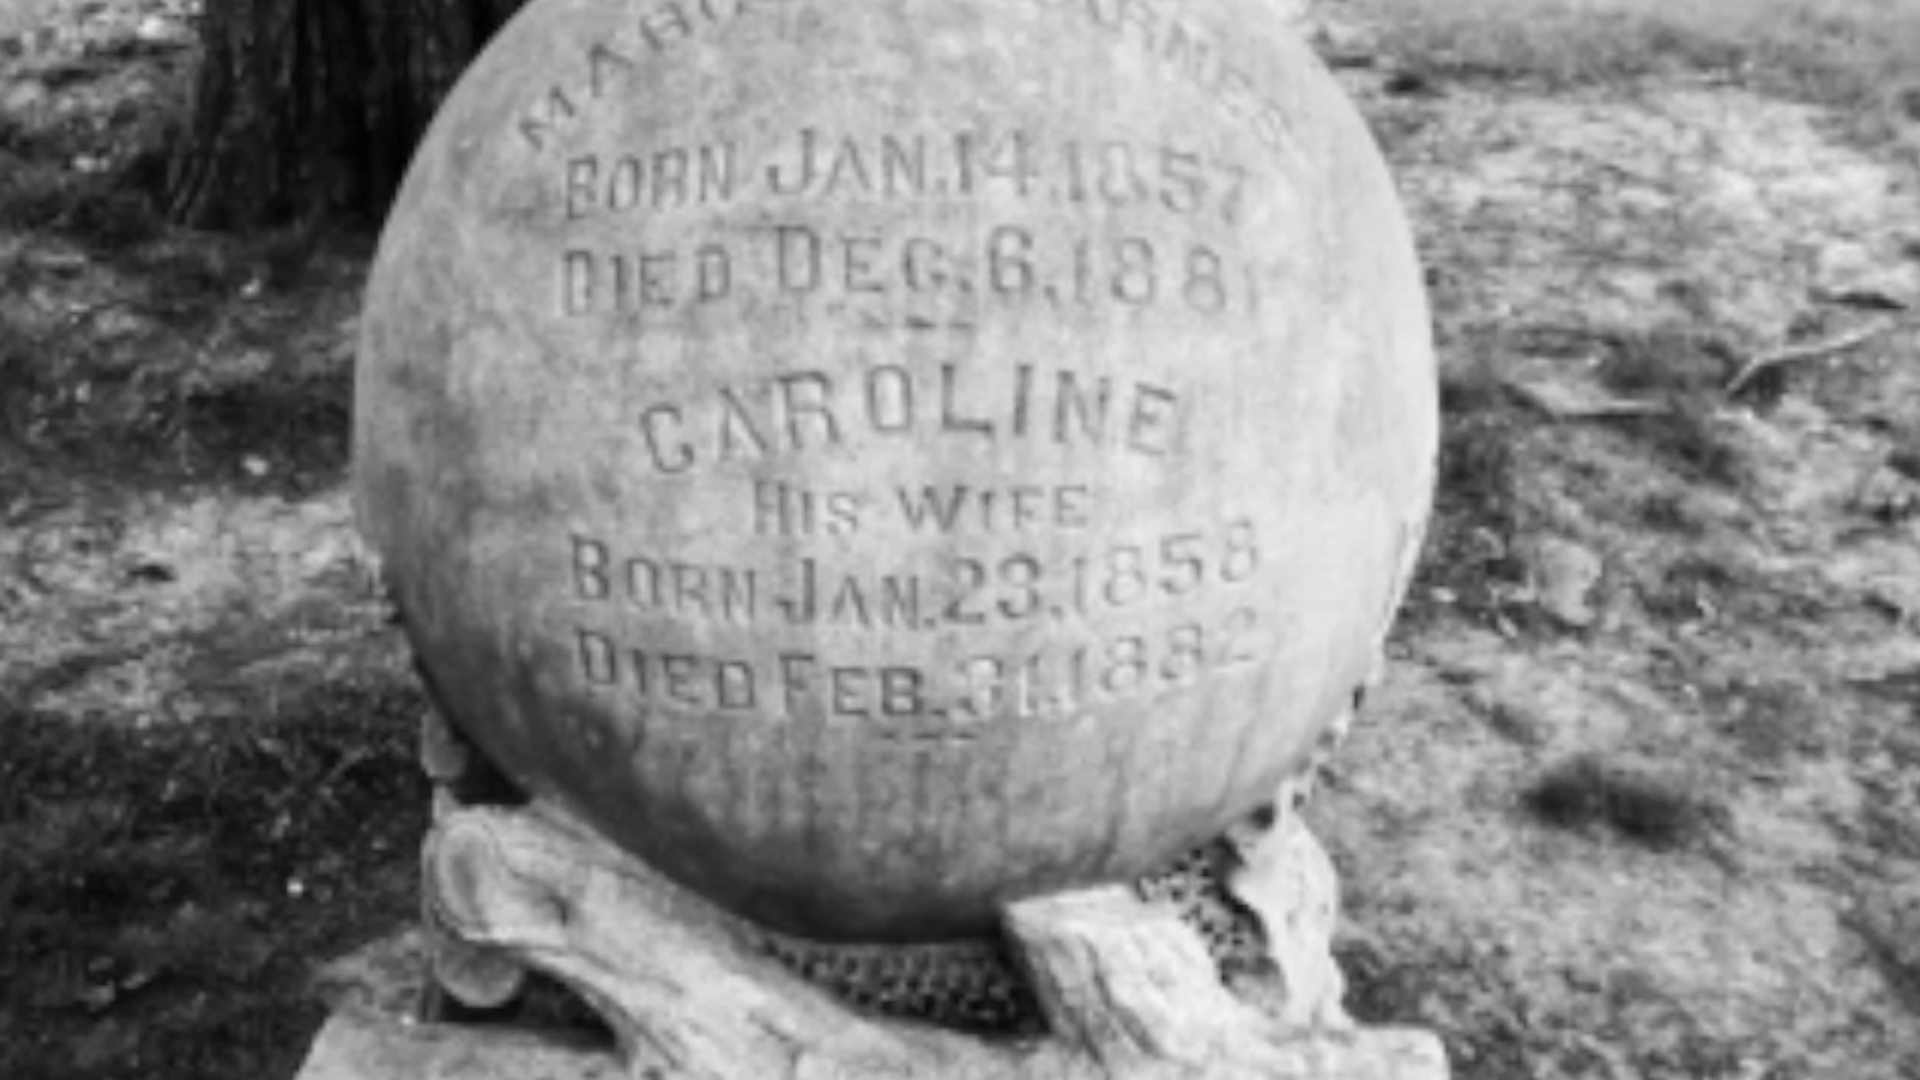 BORN JAN. 14. 1857
DIED DEC. 6. 1881
CAROLINE
HIS WIFE
BORN JAN. 23. 1858
DIED FEB. 31. 1882